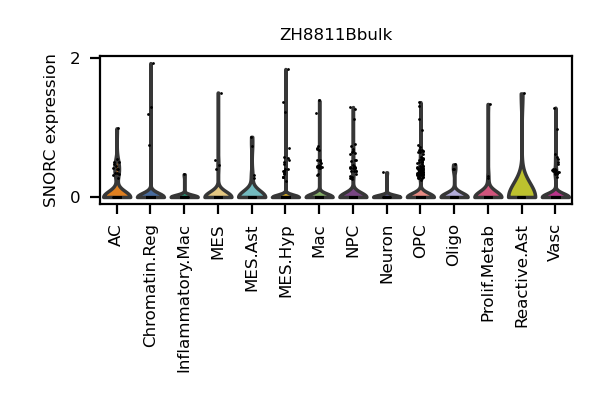 ZH8811Bbulk
SNORC expression
2
0
AC
Chromatin.Reg
Inflammatory.Mac
MES
MES.Ast
MES.Hyp
Mac
NPC
Neuron
OPC
Oligo
Prolif.Metab
Reactive.Ast
Vasc